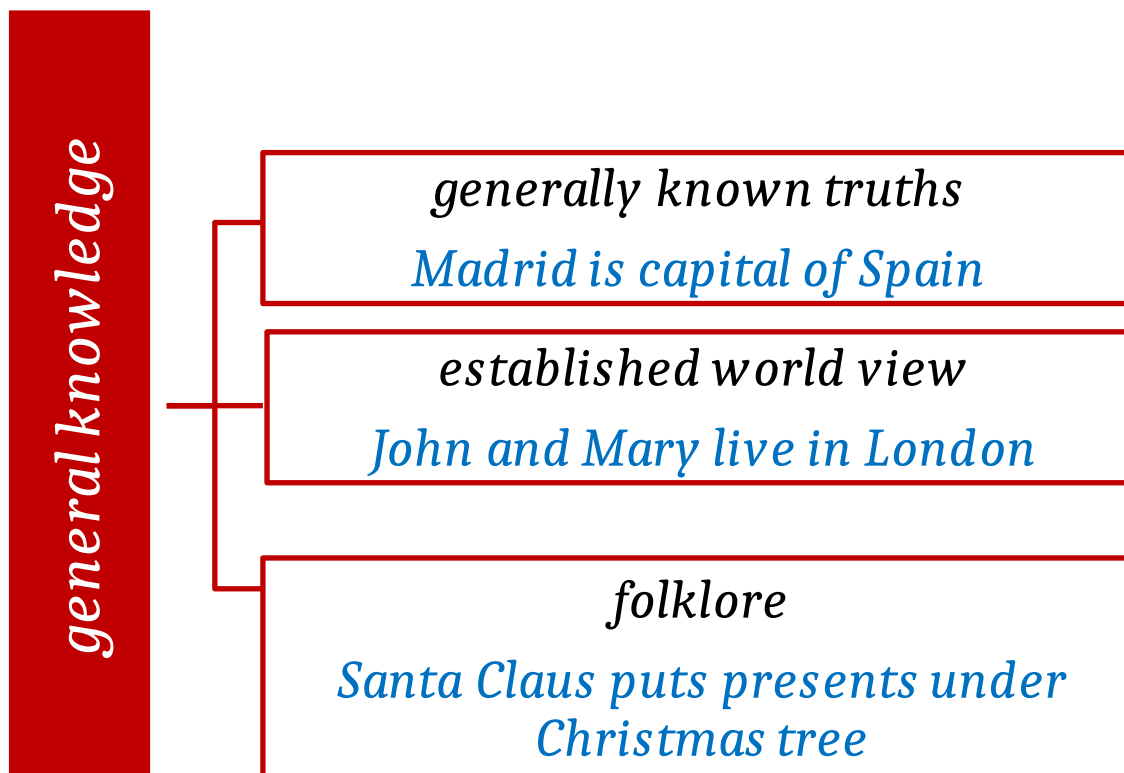 general knowledge
generally known truths
Madrid is capital of Spain
established world view
John and Mary live in London
folklore
Santa Claus puts presents under
Christmas tree